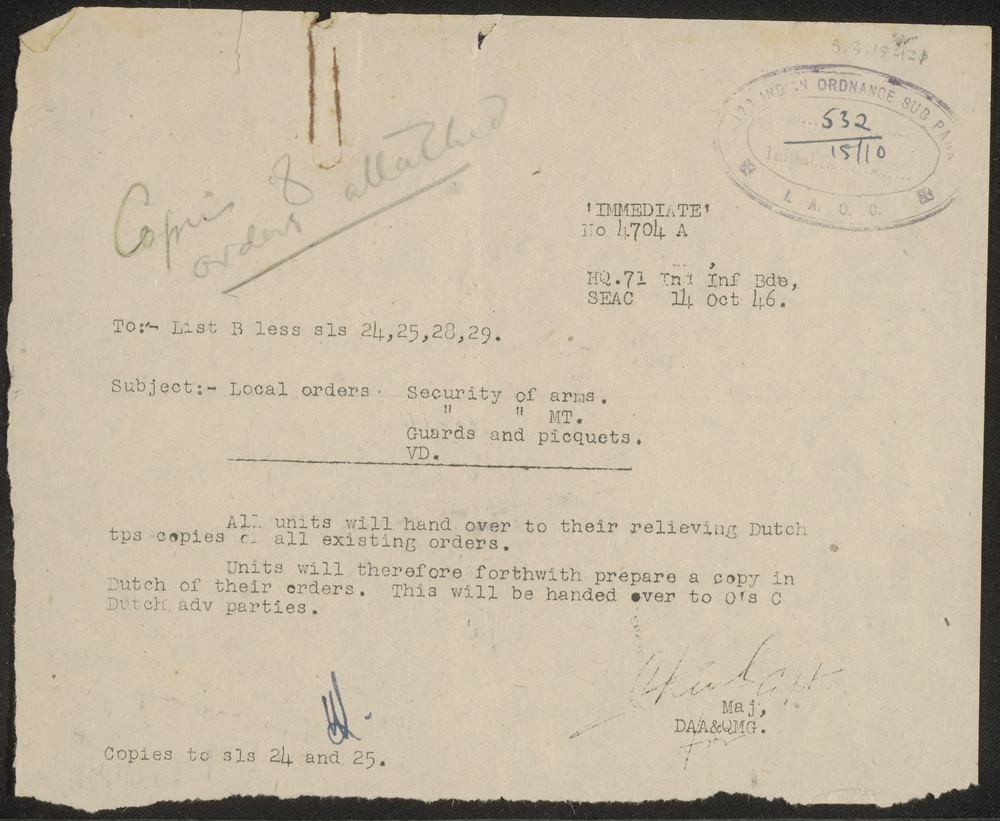 123 INDIAN ORDNANCE SUB PARK
532
15/10
Initial
I. A. O. C.
Copies of
orders attached
'IMMEDIATE'
No 4704 A
HQ.71 Ind Inf Bde,
SEAC 14 Oct 46.
To:- List B less sls 24,25,28,29.
Subject:- Local orders Security of arms.
" " MT.
Guards and picquets.
VD.
All units will hand over to their relieving Dutch
tps copies of all existing orders.
Units will therefore forthwith prepare a copy in
Dutch of their orders. This will be handed over to O's C
Dutch adv parties.
Maj,
DAA&QMG.
Copies to sls 24 and 25.